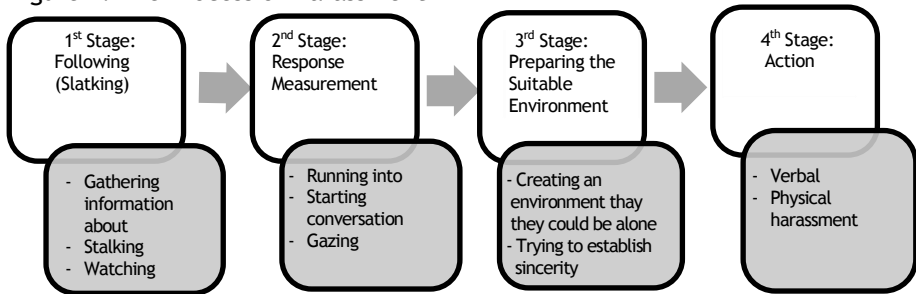 1st Stage:
Following
(Slatking)
- Gathering
information
about
- Stalking
- Watching
2nd Stage:
Response
Measurement
- Running into
- Starting
conversation
- Gazing
3rd Stage:
Preparing the
Suitable
Environment
- Creating an
environment thay
they could be alone
- Trying to establish
sincerity
4th Stage:
Action
- Verbal
- Physical
harassment